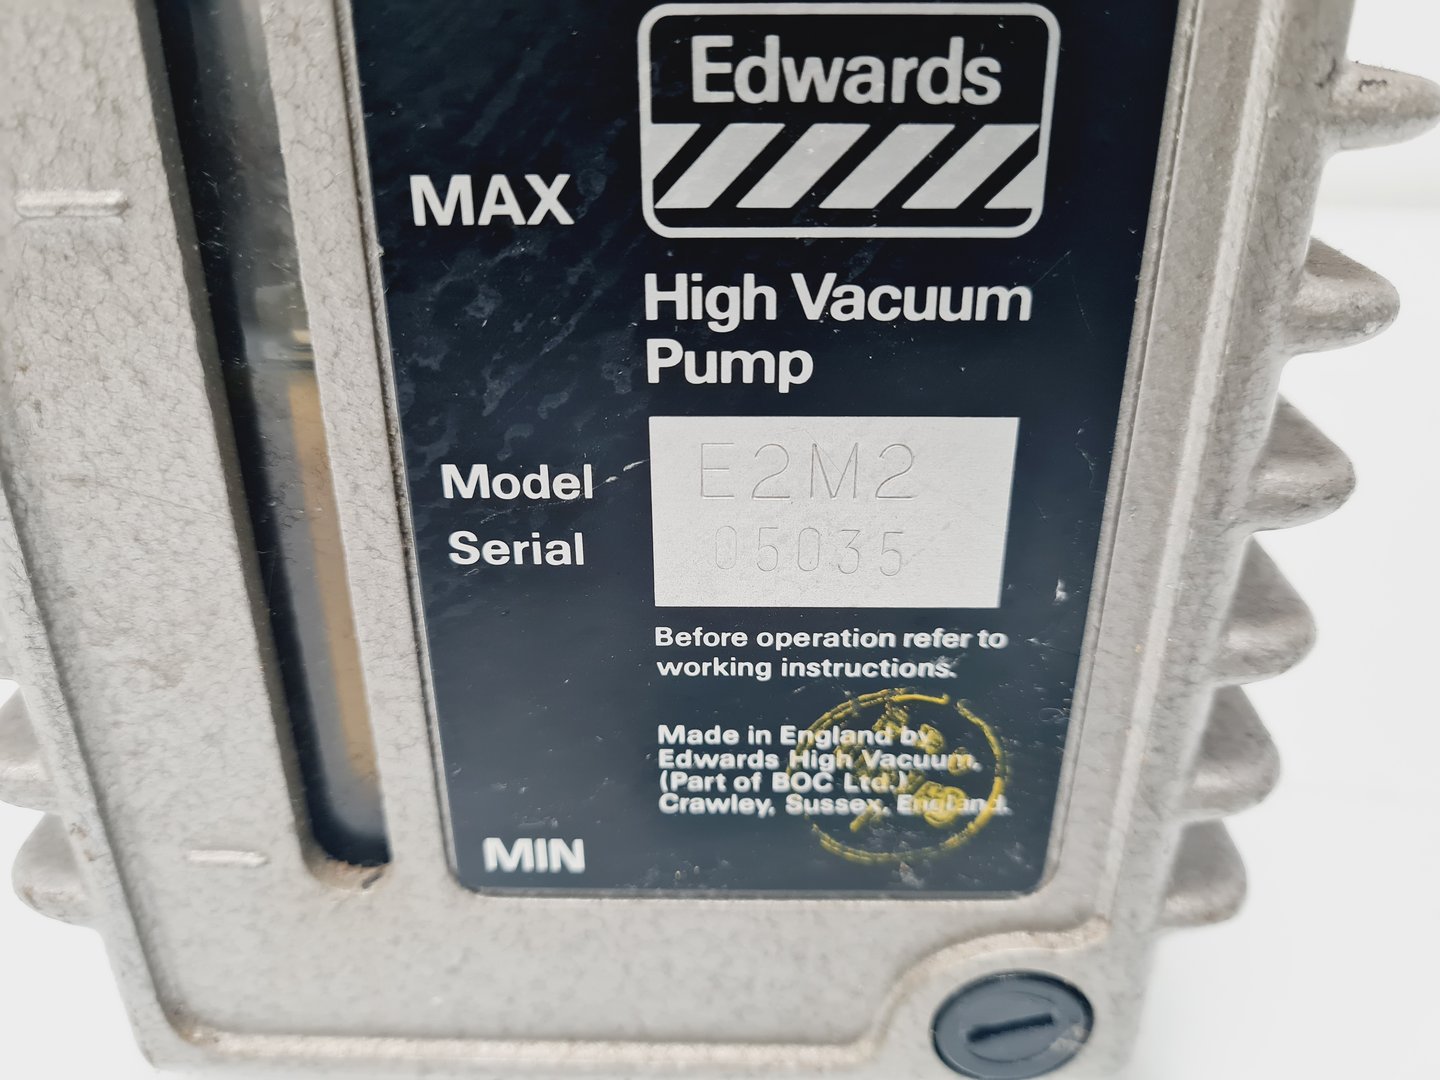 Edwards
MAX
High Vacuum
Pump
Model E2M2
Serial 05035
Before operation refer to
working instructions.
Made in England by
Edwards High Vacuum.
(Part of BOC Ltd.)
Crawley, Sussex, England.
MIN